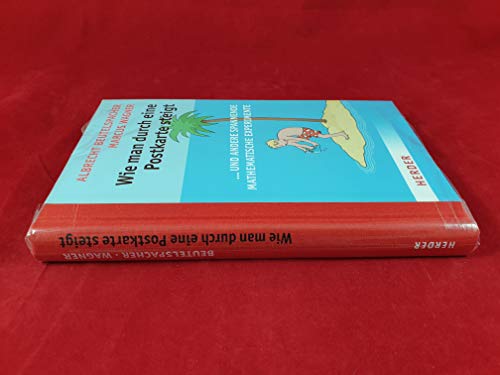 ALBRECHT BEUTELSPACHER
MARCUS WAGNER
Wie man durch eine
Postkarte steigt
... UND ANDERE SPANNENDE
MATHEMATISCHE EXPERIMENTE
HERDER
BEUTELSPACHER · WAGNER
Wie man durch eine Postkarte steigt
HERDER